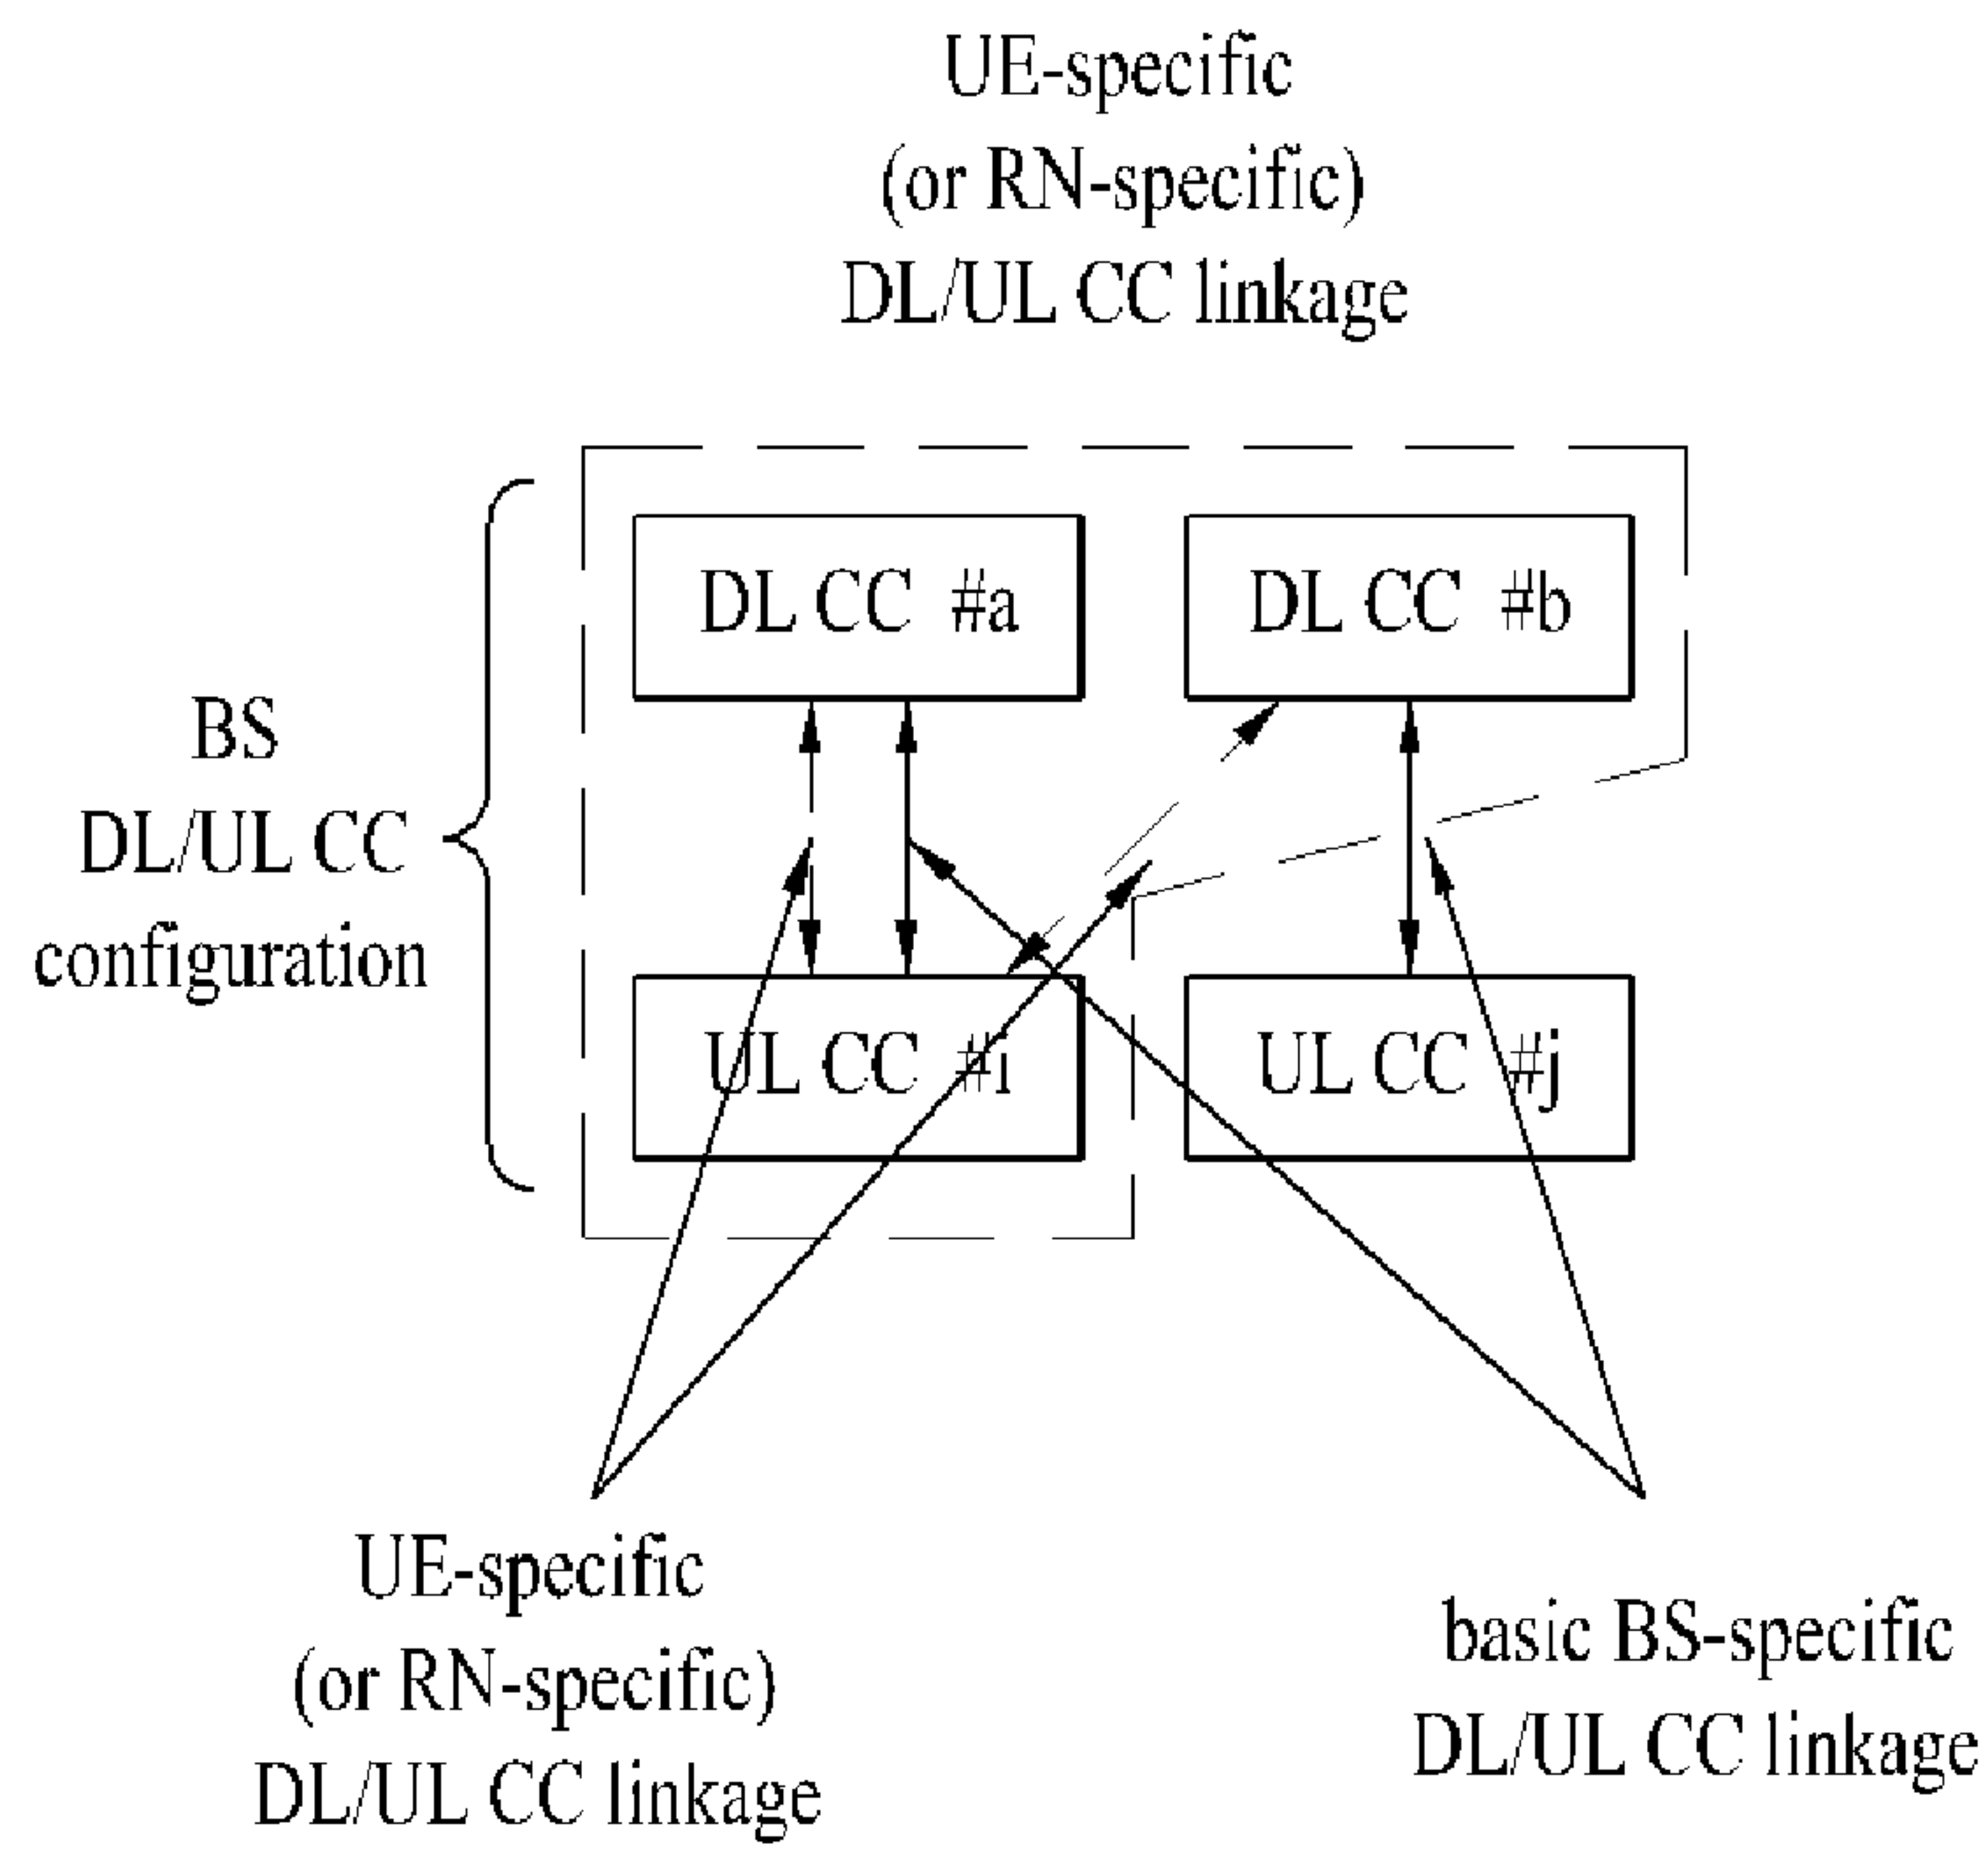 UE-specific
(or RN-specific)
DL/UL CC linkage
DL CC #a
DL CC #b
BS
DL/UL CC
configuration
UL CC #i
UL CC #j
UE-specific
(or RN-specific)
DL/UL CC linkage
basic BS-specific
DL/UL CC linkage